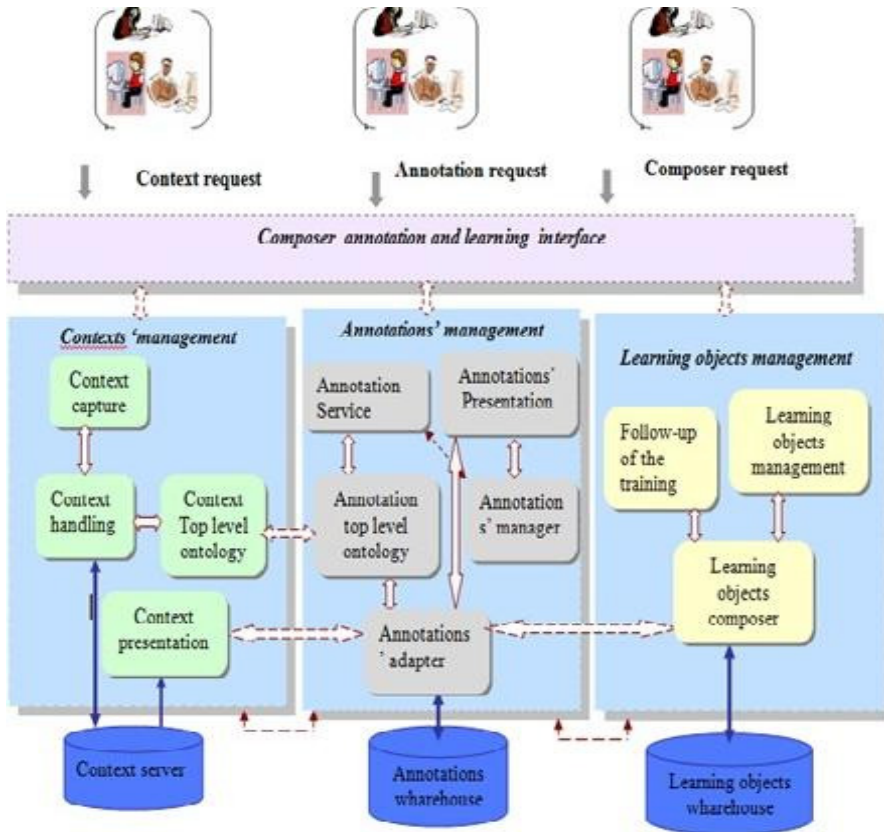 Context request
Annotation request
Composer request
Composer annotation and learning interface
Contexts ‘management
Context
capture
Context
handling
Context
Top level
ontology
Context
presentation
Annotations’ management
Annotation
Service
Annotations’
Presentation
Annotation
top level
ontology
Annotation
s’ manager
Annotations
’ adapter
Learning objects management
Follow-up
of the
training
Learning
objects
management
Learning
objects
composer
Context server
Annotations
wharehouse
Learning objects
wharehouse